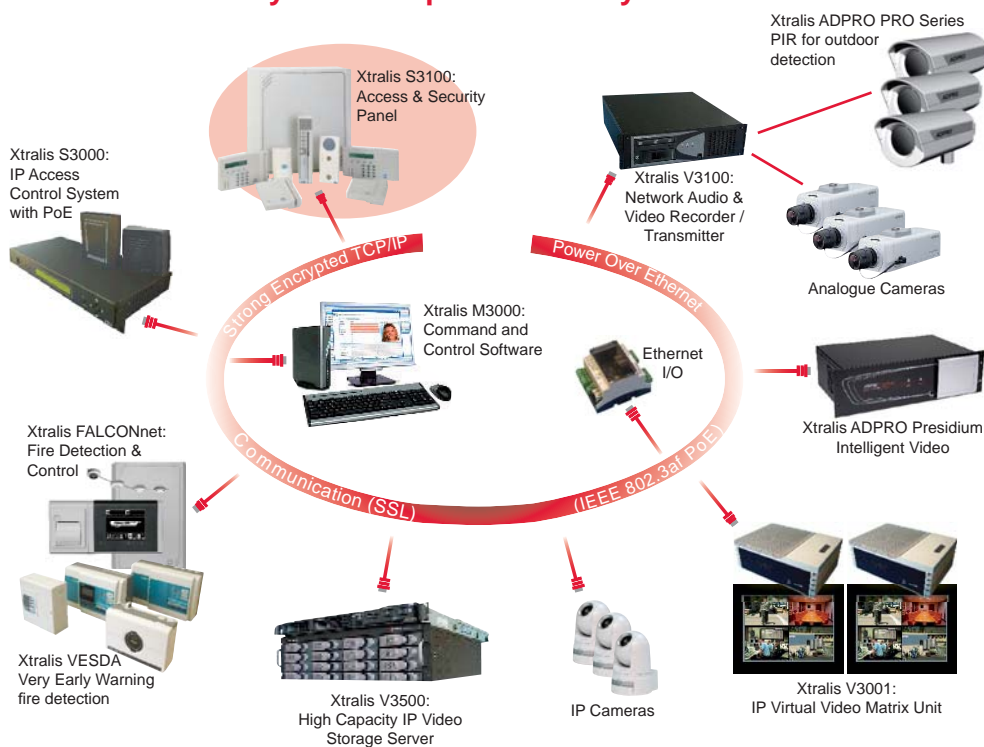 Xtralis ADPRO PRO Series
PIR for outdoor
detection
Xtralis S3100:
Access & Security
Panel
Xtralis S3000:
IP Access
Control System
with PoE
Xtralis V3100:
Network Audio &
Video Recorder /
Transmitter
ADPRO
ADPRO
ADPRO
Analogue Cameras
Strong Encrypted TCP/IP
Power Over Ethernet
Xtralis M3000:
Command and
Control Software
Ethernet
I/O
Xtralis ADPRO Presidium
Intelligent Video
Xtralis FALCONnet:
Fire Detection &
Control
Communication (SSL)
(IEEE 802.3af PoE)
Xtralis VESDA
Very Early Warning
fire detection
Xtralis V3500:
High Capacity IP Video
Storage Server
IP Cameras
Xtralis V3001:
IP Virtual Video Matrix Unit